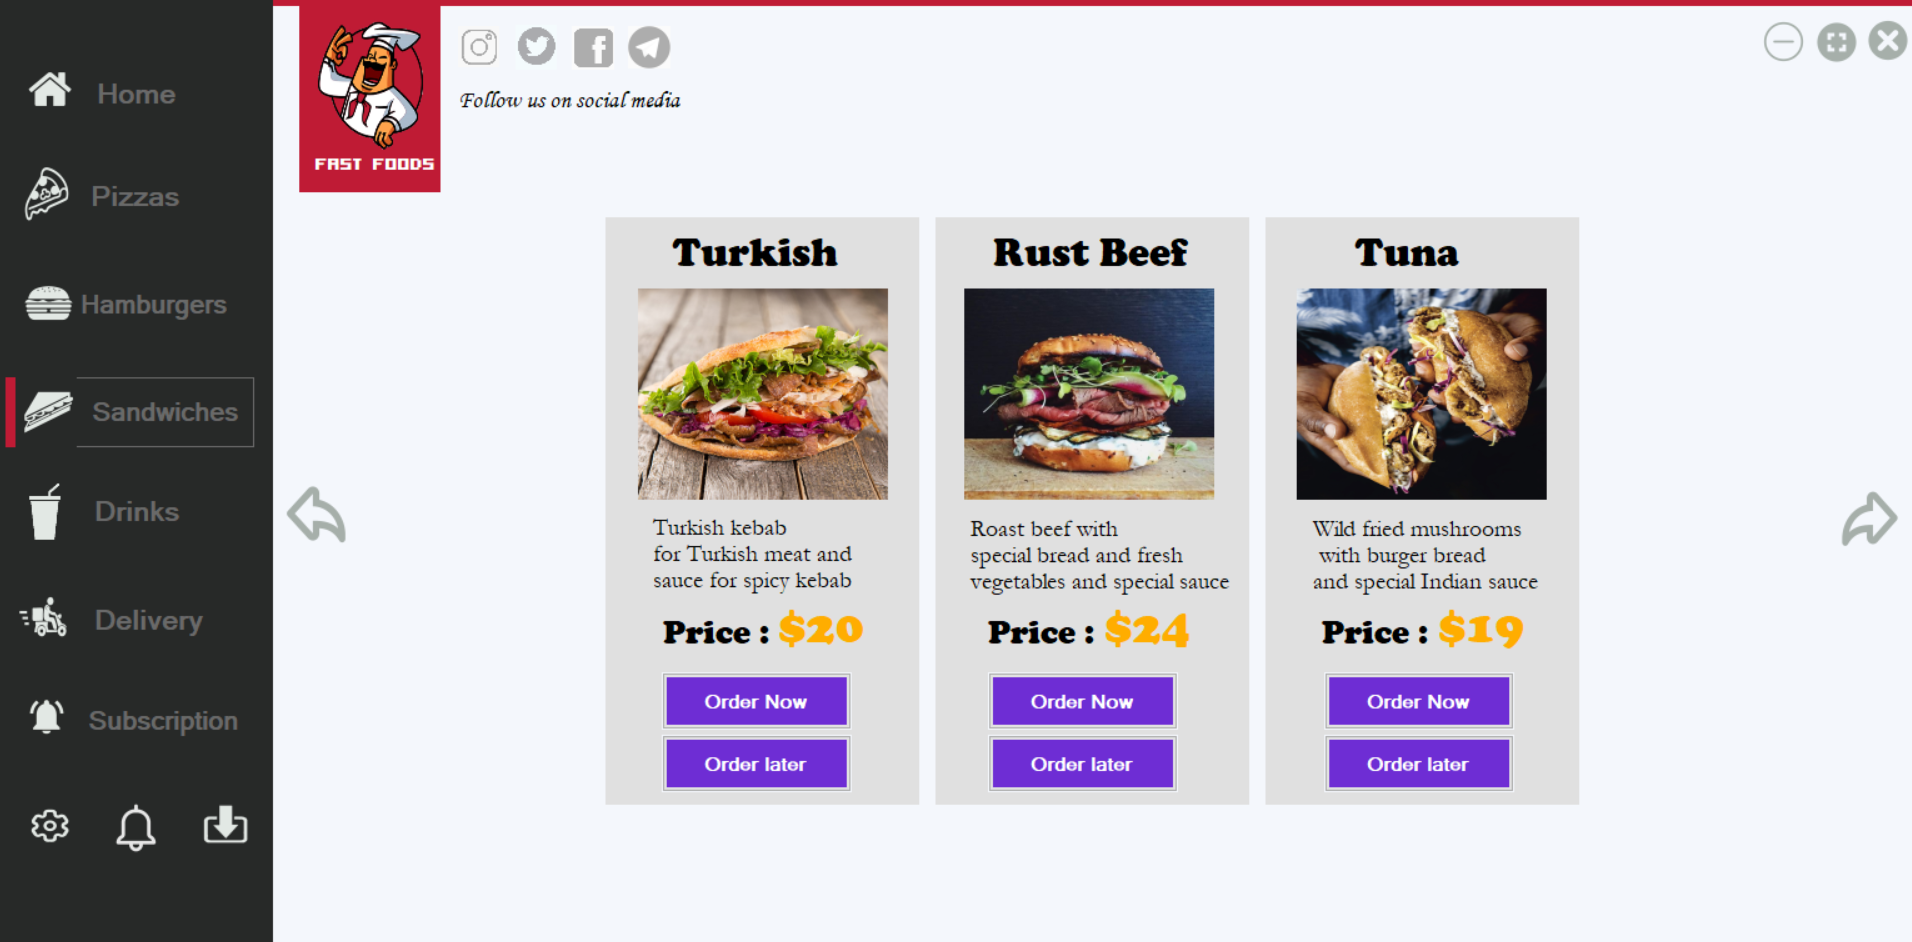 Home
Pizzas
Hamburgers
Sandwiches
Drinks
Delivery
Subscription
FAST FOODS
Follow us on social media
Turkish
Turkish kebab
for Turkish meat and
sauce for spicy kebab
Price : $20
Order Now
Order later
Rust Beef
Roast beef with
special bread and fresh
vegetables and special sauce
Price : $24
Order Now
Order later
Tuna
Wild fried mushrooms
with burger bread
and special Indian sauce
Price : $19
Order Now
Order later